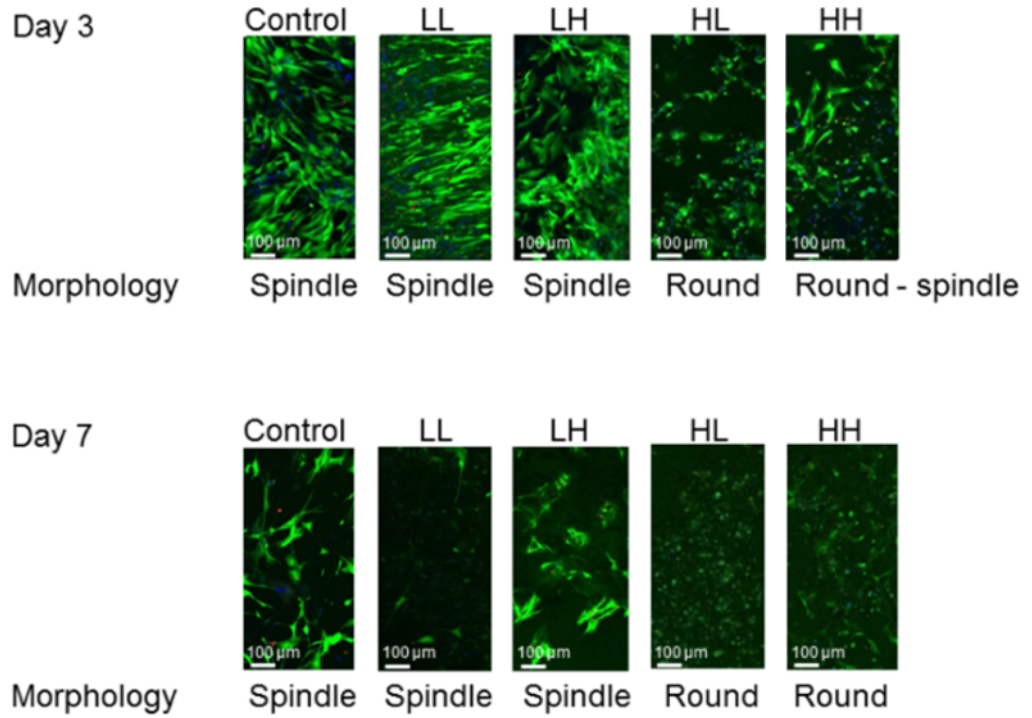 Day 3
Control LL LH HL HH
100 µm 100 µm 100 µm 100 µm 100 µm
Morphology Spindle Spindle Spindle Round Round - spindle
Day 7
Control LL LH HL HH
100 µm 100 µm 100 µm 100 µm 100 µm
Morphology Spindle Spindle Spindle Round Round